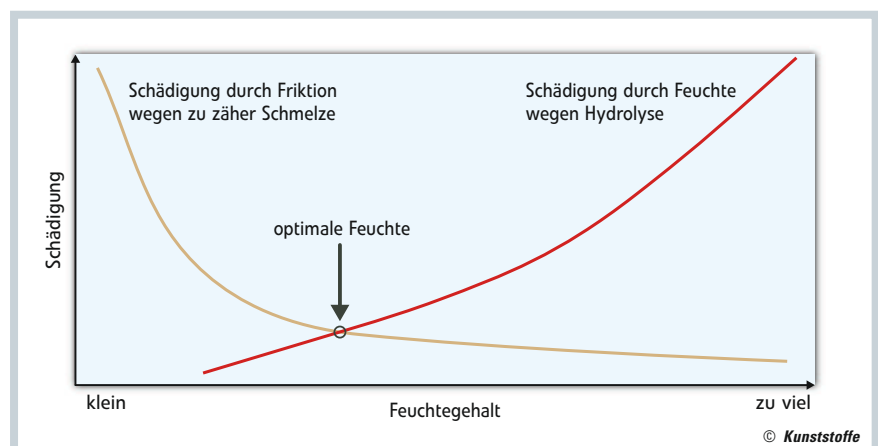 Schädigung durch Friktion
wegen zu zäher Schmelze
Schädigung durch Feuchte
wegen Hydrolyse
optimale Feuchte
Schädigung
klein
Feuchtegehalt
zu viel
© Kunststoffe